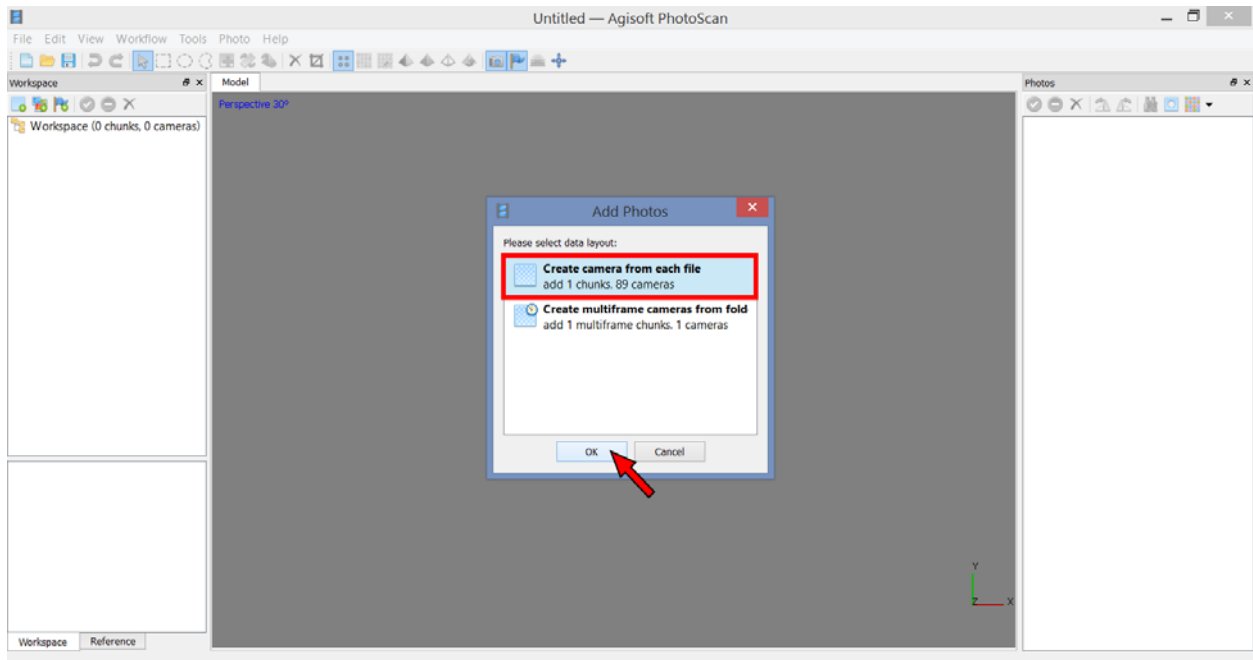 Untitled — Agisoft PhotoScan
File Edit View Workflow Tools Photo Help
Workspace
Model
Photos
Perspective 30°
Workspace (0 chunks, 0 cameras)
Add Photos
Please select data layout:
Create camera from each file
add 1 chunks. 89 cameras
Create multiframe cameras from fold
add 1 multiframe chunks. 1 cameras
OK Cancel
Y
Z X
Workspace Reference